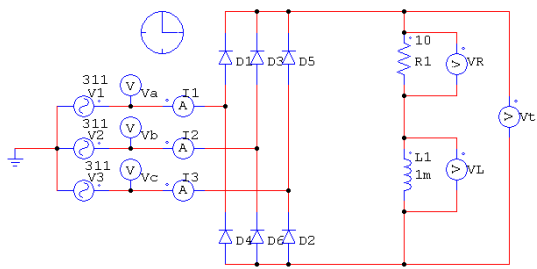 10
R1
VR
D1
D3
D5
311
V1
Va
I1
Vt
311
V2
Vb
I2
311
V3
Vc
I3
L1
1m
VL
D4
D6
D2
V
V
V
A
A
A
V
V
V